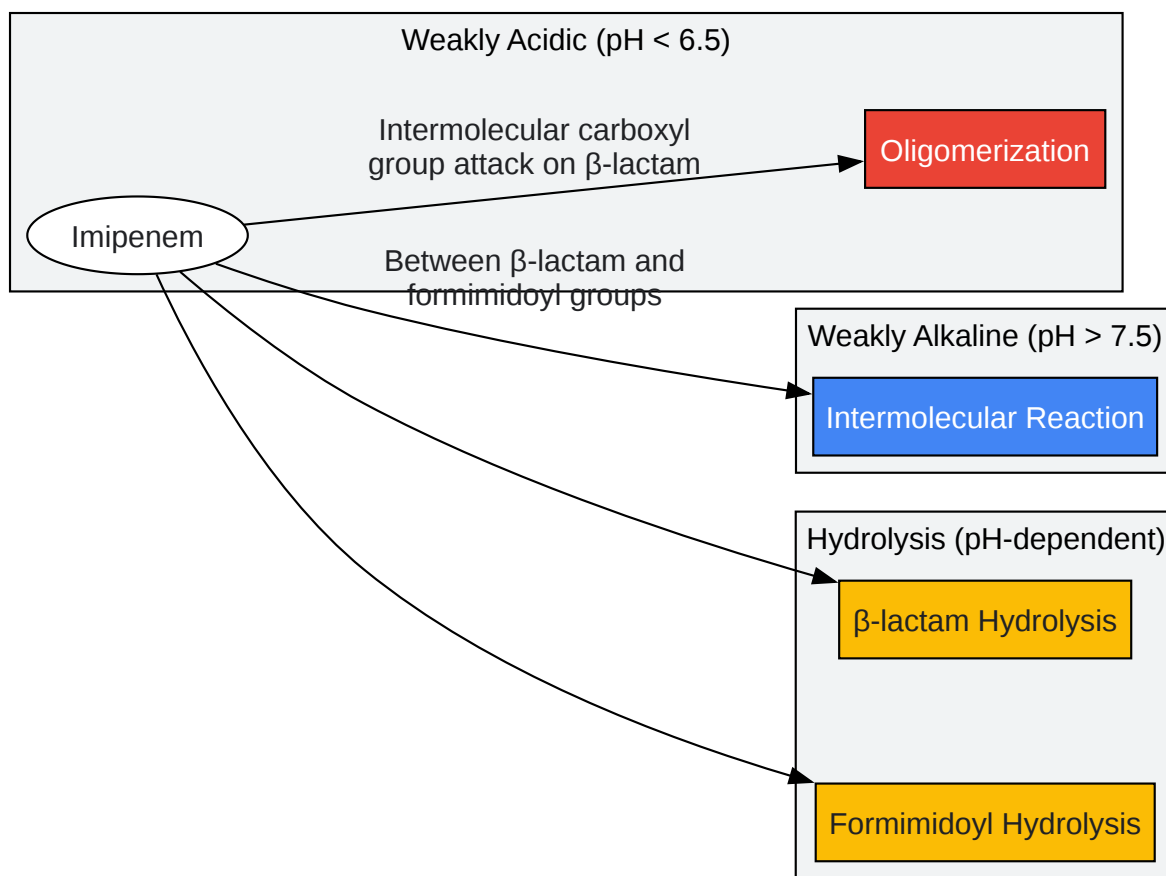 Weakly Acidic (pH < 6.5)
Intermolecular carboxyl
group attack on β-lactam
Oligomerization
Imipenem
Between β-lactam and
formimidoyl groups
Weakly Alkaline (pH > 7.5)
Intermolecular Reaction
Hydrolysis (pH-dependent)
β-lactam Hydrolysis
Formimidoyl Hydrolysis